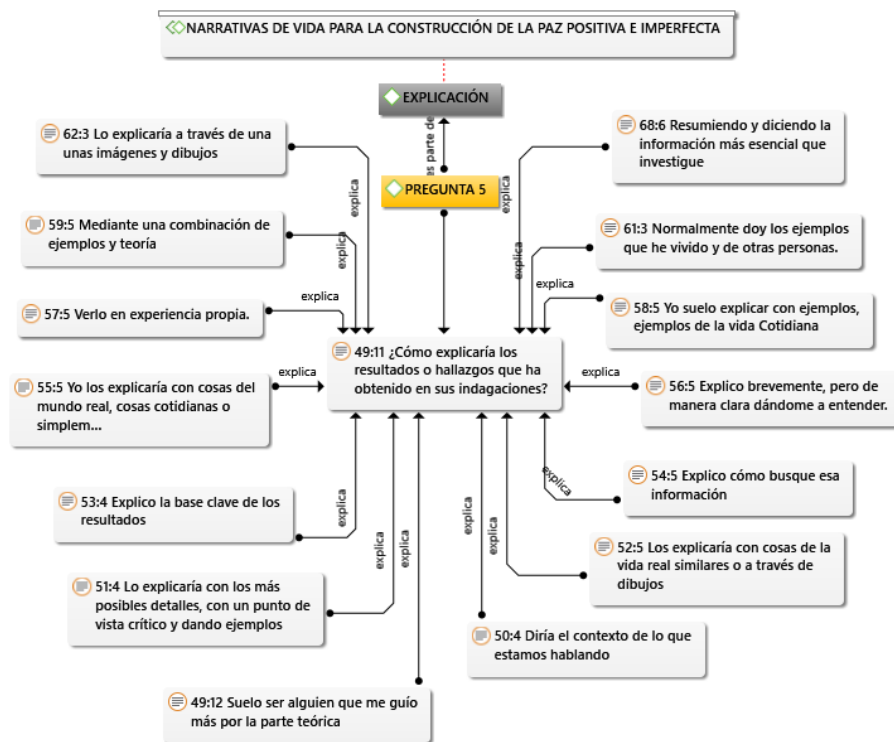 NARRATIVAS DE VIDA PARA LA CONSTRUCCIÓN DE LA PAZ POSITIVA E IMPERFECTA
EXPLICACIÓN
es parte de
PREGUNTA 5
62:3 Lo explicaría a través de una
unas imágenes y dibujos
explica
59:5 Mediante una combinación de
ejemplos y teoría
explica
57:5 Verlo en experiencia propia.
explica
55:5 Yo los explicaría con cosas del
mundo real, cosas cotidianas o
simplem...
explica
68:6 Resumiendo y diciendo la
información más esencial que
investigue
explica
61:3 Normalmente doy los ejemplos
que he vivido y de otras personas.
explica
58:5 Yo suelo explicar con ejemplos,
ejemplos de la vida Cotidiana
explica
56:5 Explico brevemente, pero de
manera clara dándome a entender.
explica
49:11 ¿Cómo explicaría los
resultados o hallazgos que ha
obtenido en sus indagaciones?
53:4 Explico la base clave de los
resultados
explica
51:4 Lo explicaría con los más
posibles detalles, con un punto de
vista crítico y dando ejemplos
explica
49:12 Suelo ser alguien que me guío
más por la parte teórica
explica
54:5 Explico cómo busque esa
información
explica
52:5 Los explicaría con cosas de la
vida real similares o a través de
dibujos
explica
50:4 Diría el contexto de lo que
estamos hablando
explica